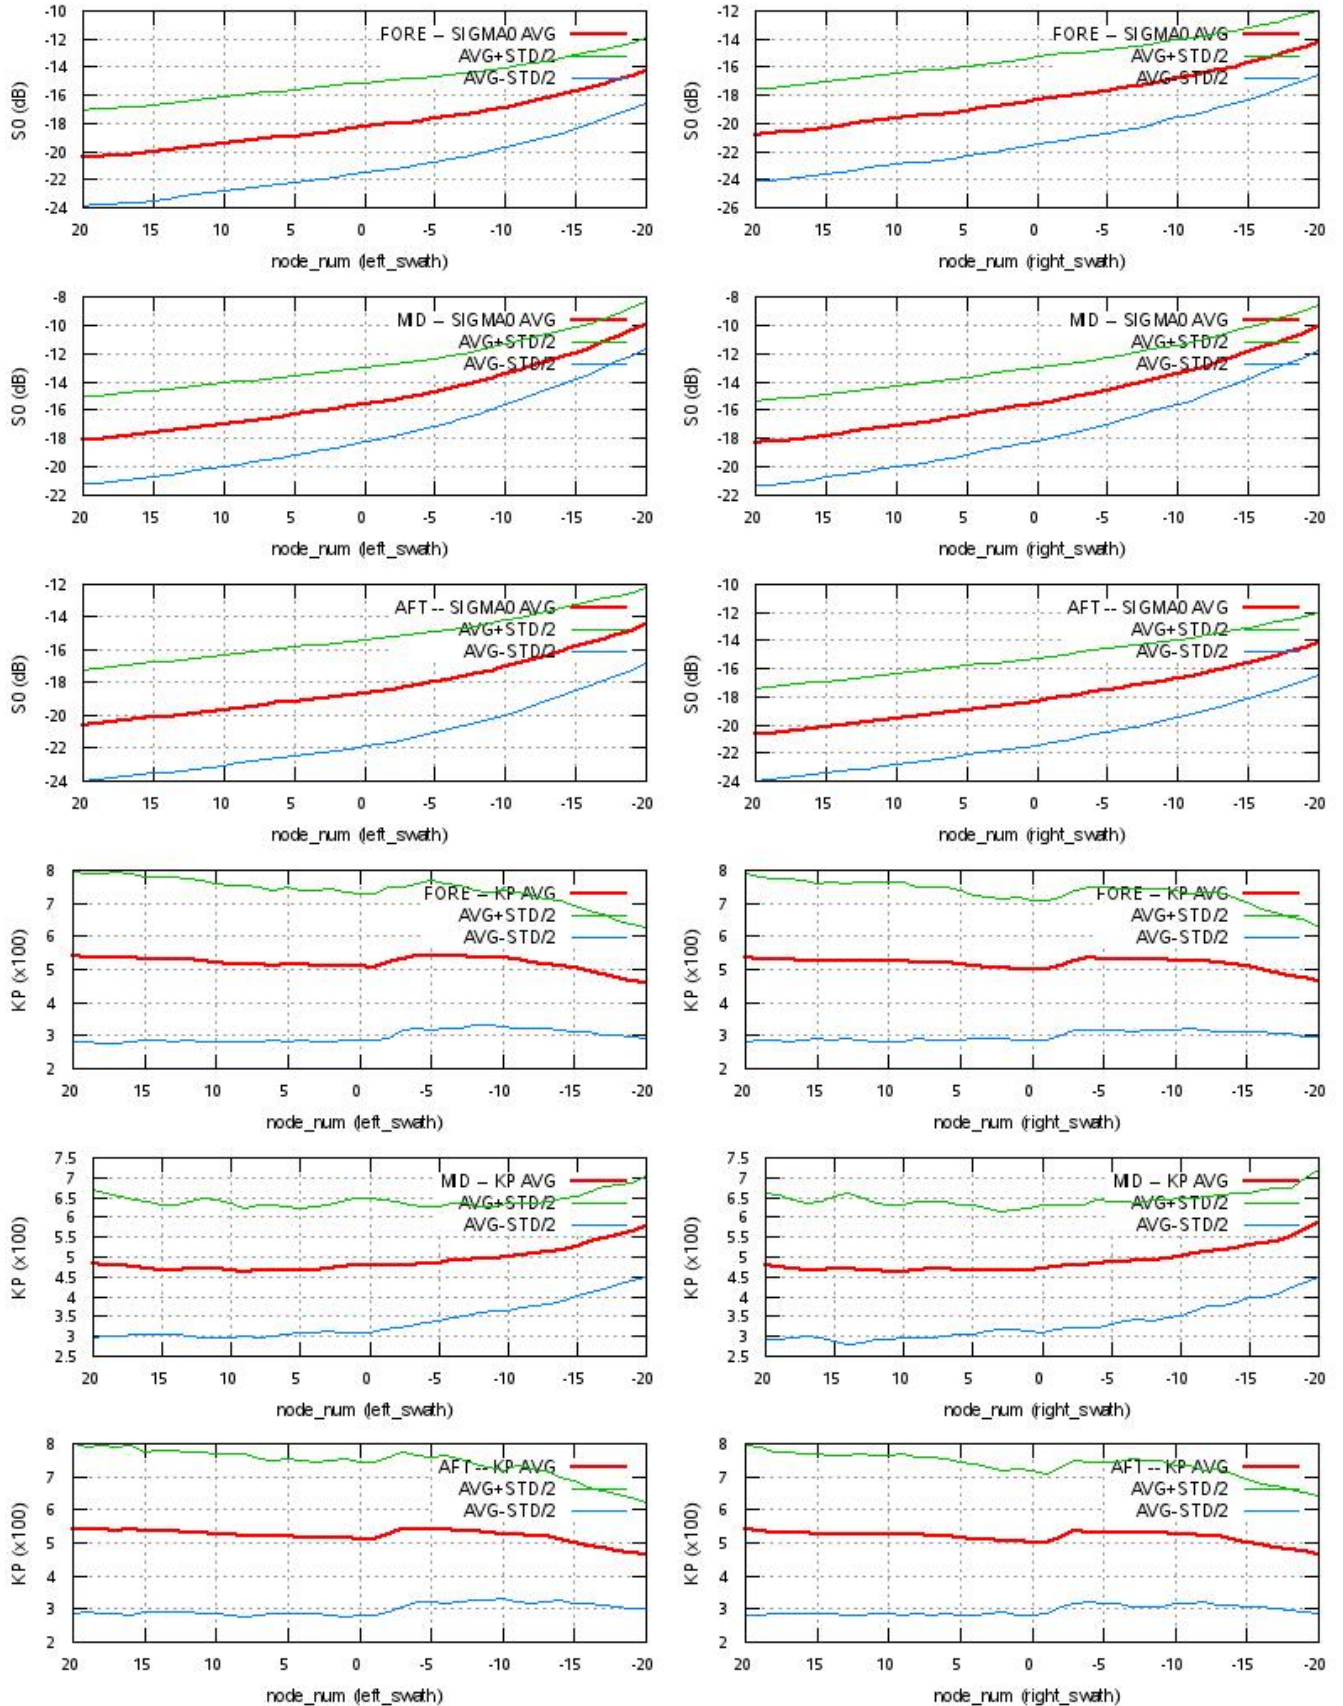 -10
-12
-14
-16
-18
-20
-22
-24
S0 (dB)
FORE -- SIGMA0 AVG
AVG+STD/2
AVG-STD/2
20 15 10 5 0 -5 -10 -15 -20
node_num (left_swath)
-12
-14
-16
-18
-20
-22
-24
-26
S0 (dB)
FORE -- SIGMA0 AVG
AVG+STD/2
AVG-STD/2
20 15 10 5 0 -5 -10 -15 -20
node_num (right_swath)
-8
-10
-12
-14
-16
-18
-20
-22
S0 (dB)
MID -- SIGMA0 AVG
AVG+STD/2
AVG-STD/2
20 15 10 5 0 -5 -10 -15 -20
node_num (left_swath)
-8
-10
-12
-14
-16
-18
-20
-22
S0 (dB)
MID -- SIGMA0 AVG
AVG+STD/2
AVG-STD/2
20 15 10 5 0 -5 -10 -15 -20
node_num (right_swath)
-12
-14
-16
-18
-20
-22
-24
S0 (dB)
AFT -- SIGMA0 AVG
AVG+STD/2
AVG-STD/2
20 15 10 5 0 -5 -10 -15 -20
node_num (left_swath)
-10
-12
-14
-16
-18
-20
-22
-24
S0 (dB)
AFT -- SIGMA0 AVG
AVG+STD/2
AVG-STD/2
20 15 10 5 0 -5 -10 -15 -20
node_num (right_swath)
8
7
6
5
4
3
2
KP (x100)
FORE -- KP AVG
AVG+STD/2
AVG-STD/2
20 15 10 5 0 -5 -10 -15 -20
node_num (left_swath)
8
7
6
5
4
3
2
KP (x100)
FORE -- KP AVG
AVG+STD/2
AVG-STD/2
20 15 10 5 0 -5 -10 -15 -20
node_num (right_swath)
7.5
7
6.5
6
5.5
5
4.5
4
3.5
3
2.5
KP (x100)
MID -- KP AVG
AVG+STD/2
AVG-STD/2
20 15 10 5 0 -5 -10 -15 -20
node_num (left_swath)
7.5
7
6.5
6
5.5
5
4.5
4
3.5
3
2.5
KP (x100)
MID -- KP AVG
AVG+STD/2
AVG-STD/2
20 15 10 5 0 -5 -10 -15 -20
node_num (right_swath)
8
7
6
5
4
3
2
KP (x100)
AFT -- KP AVG
AVG+STD/2
AVG-STD/2
20 15 10 5 0 -5 -10 -15 -20
node_num (left_swath)
8
7
6
5
4
3
2
KP (x100)
AFT -- KP AVG
AVG+STD/2
AVG-STD/2
20 15 10 5 0 -5 -10 -15 -20
node_num (right_swath)